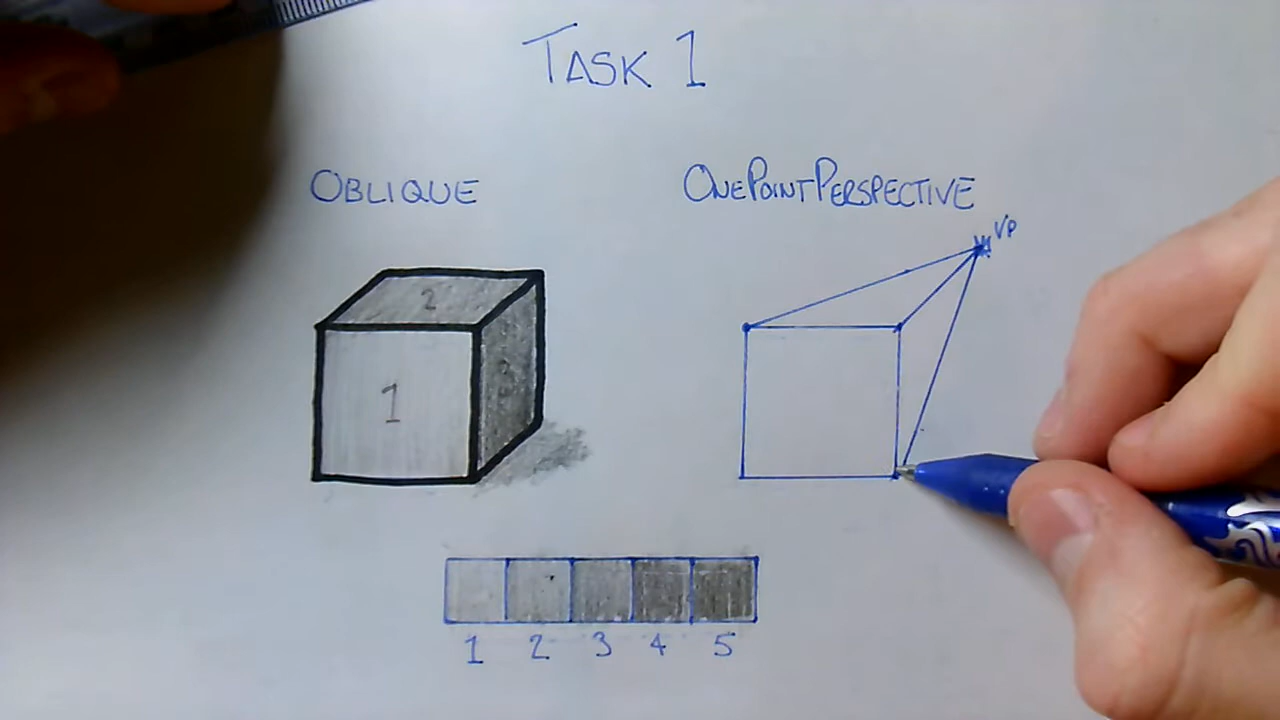 TASK 1
OBLIQUE
ONEPOINTPERSPECTIVE
VP
2
1
1 2 3 4 5